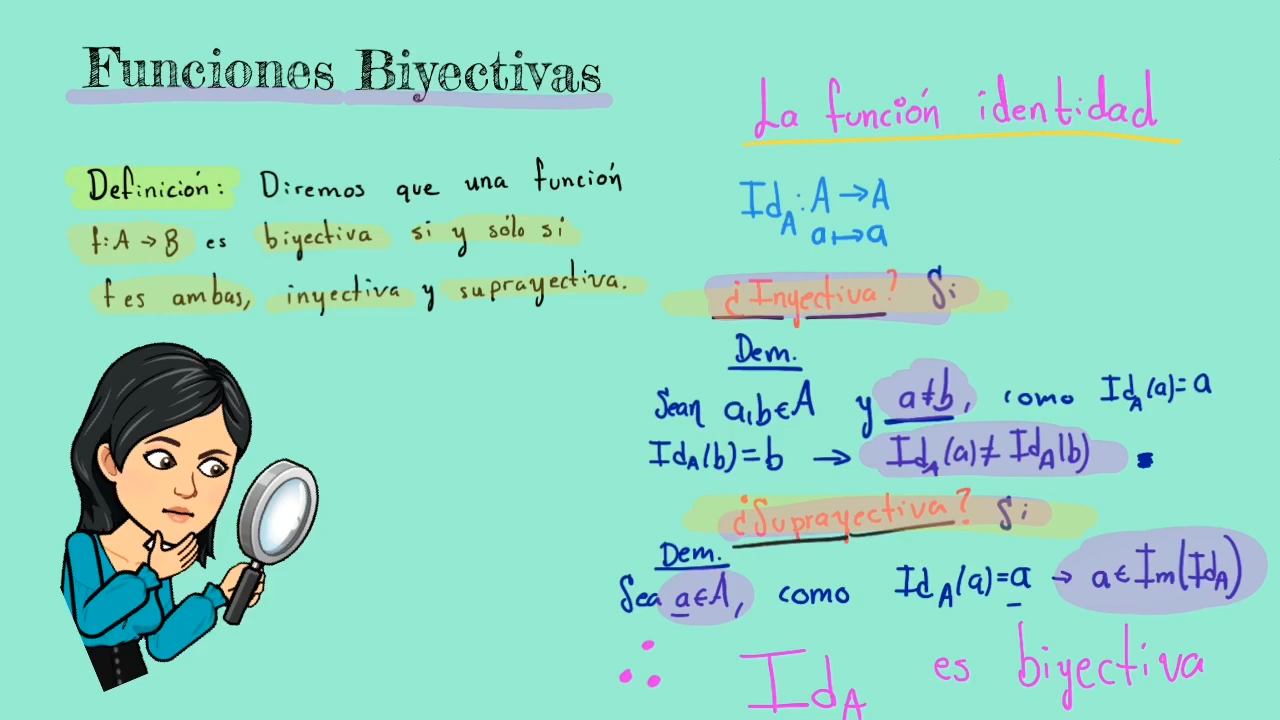 Funciones Biyectivas
Definición: Diremos que una función
f:A → B es biyectiva si y sólo si
f es ambas, inyectiva y suprayectiva.
La función identidad
Id_A: A → A
a ↦ a
¿Inyectiva? Si
Dem.
Sean a,b ∈ A y a≠b, como Id_A(a)= a
Id_A(b)= b → Id_A(a) ≠ Id_A(b) ■
¿Suprayectiva? Si
Dem.
Sea a ∈ A, como Id_A(a)= a → a ∈ Im(Id_A)
∴ Id_A es biyectiva